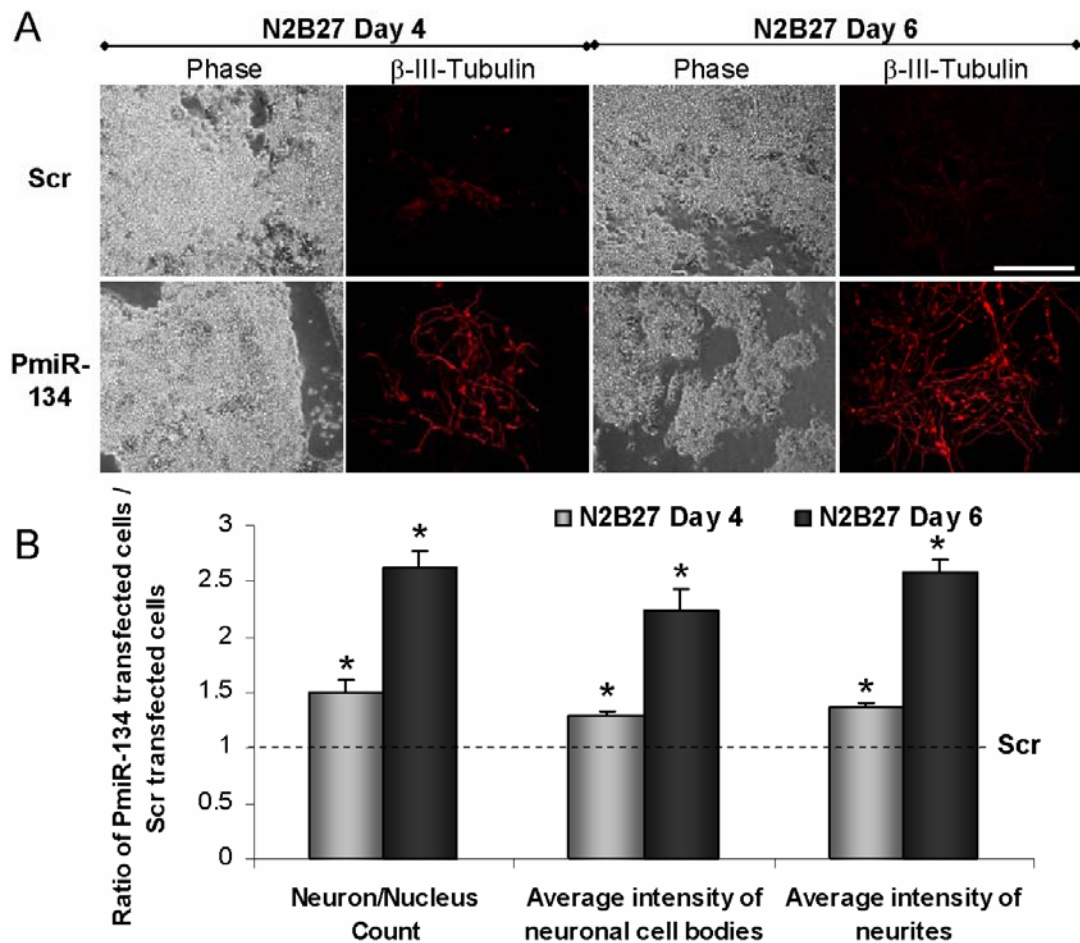 A
N2B27 Day 4 N2B27 Day 6
Phase β-III-Tubulin Phase β-III-Tubulin
Scr
PmiR-
134
B
Ratio of PmiR-134 transfected cells /
Scr transfected cells
N2B27 Day 4 N2B27 Day 6
3
2.5
2
1.5
1
0.5
0
* * * * * *
Scr
Neuron/Nucleus
Count
Average intensity of
neuronal cell bodies
Average intensity of
neurites